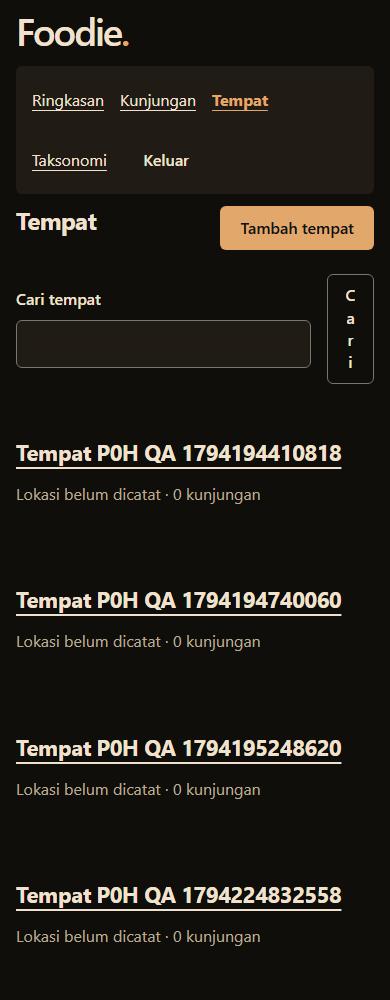 Foodie.
Ringkasan Kunjungan Tempat
Taksonomi Keluar
Tempat
Tambah tempat
Cari tempat
Cari
Tempat P0H QA 1794194410818
Lokasi belum dicatat · 0 kunjungan
Tempat P0H QA 1794194740060
Lokasi belum dicatat · 0 kunjungan
Tempat P0H QA 1794195248620
Lokasi belum dicatat · 0 kunjungan
Tempat P0H QA 1794224832558
Lokasi belum dicatat · 0 kunjungan